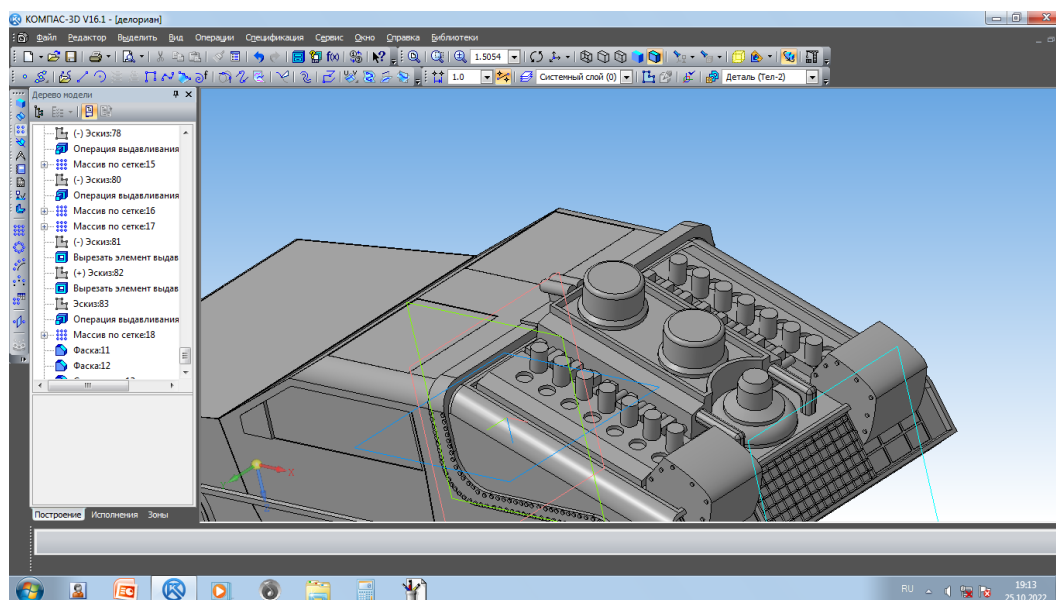 КОМПАС-3D V16.1 - [делориан]
Файл Редактор Выделить Вид Операции Спецификация Сервис Окно Справка Библиотеки
1.5054
1.0 Системный слой (0) Деталь (Тел-2)
Дерево модели
(-) Эскиз:78
Операция выдавливания
Массив по сетке:15
(-) Эскиз:80
Операция выдавливания
Массив по сетке:16
Массив по сетке:17
(-) Эскиз:81
Вырезать элемент выдав
(+) Эскиз:82
Вырезать элемент выдав
Эскиз:83
Операция выдавливания
Массив по сетке:18
Фаска:11
Фаска:12
X
Построение Исполнения Зоны
RU 19:13
25.10.2022